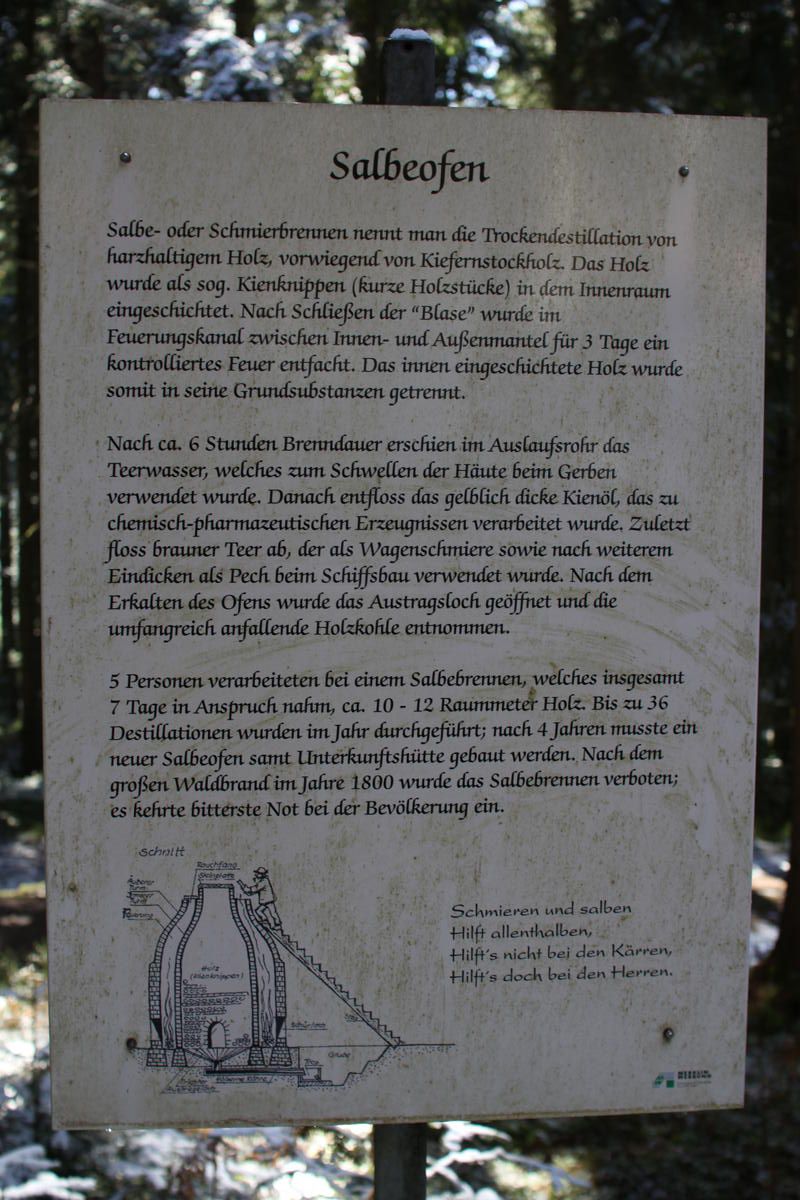 Salbeofen
Salbe- oder Schmierbrennen nennt man die Trockendestillation von
harzhaltigem Holz, vorwiegend von Kiefernstockholz. Das Holz
wurde als sog. Kienknippen (kurze Holzstücke) in dem Innenraum
eingeschichtet. Nach Schließen der “Blase” wurde im
Feuerungskanal zwischen Innen- und Außenmantel für 3 Tage ein
kontrolliertes Feuer entfacht. Das innen eingeschichtete Holz wurde
somit in seine Grundsubstanzen getrennt.
Nach ca. 6 Stunden Brenndauer erschien im Auslaufsrohr das
Teerwasser, welches zum Schwellen der Häute beim Gerben
verwendet wurde. Danach entfloss das gelblich dicke Kienöl, das zu
chemisch-pharmazeutischen Erzeugnissen verarbeitet wurde. Zuletzt
floss brauner Teer ab, der als Wagenschmiere sowie nach weiterem
Eindicken als Pech beim Schiffsbau verwendet wurde. Nach dem
Erkalten des Ofens wurde das Austragsloch geöffnet und die
umfangreich anfallende Holzkohle entnommen.
5 Personen verarbeiteten bei einem Salbebrennen, welches insgesamt
7 Tage in Anspruch nahm, ca. 10 - 12 Raummeter Holz. Bis zu 36
Destillationen wurden im Jahr durchgeführt; nach 4 Jahren musste ein
neuer Salbeofen samt Unterkunftshütte gebaut werden. Nach dem
großen Waldbrand im Jahre 1800 wurde das Salbebrennen verboten;
es kehrte bitterste Not bei der Bevölkerung ein.
Schnitt
Rauchfang
Steinplatte
Feuerung
Holz
(Kienknippen)
Grube
Schmieren und salben
Hilft allenthalben,
Hilft's nicht bei den Kärren,
Hilft's doch bei den Herren.